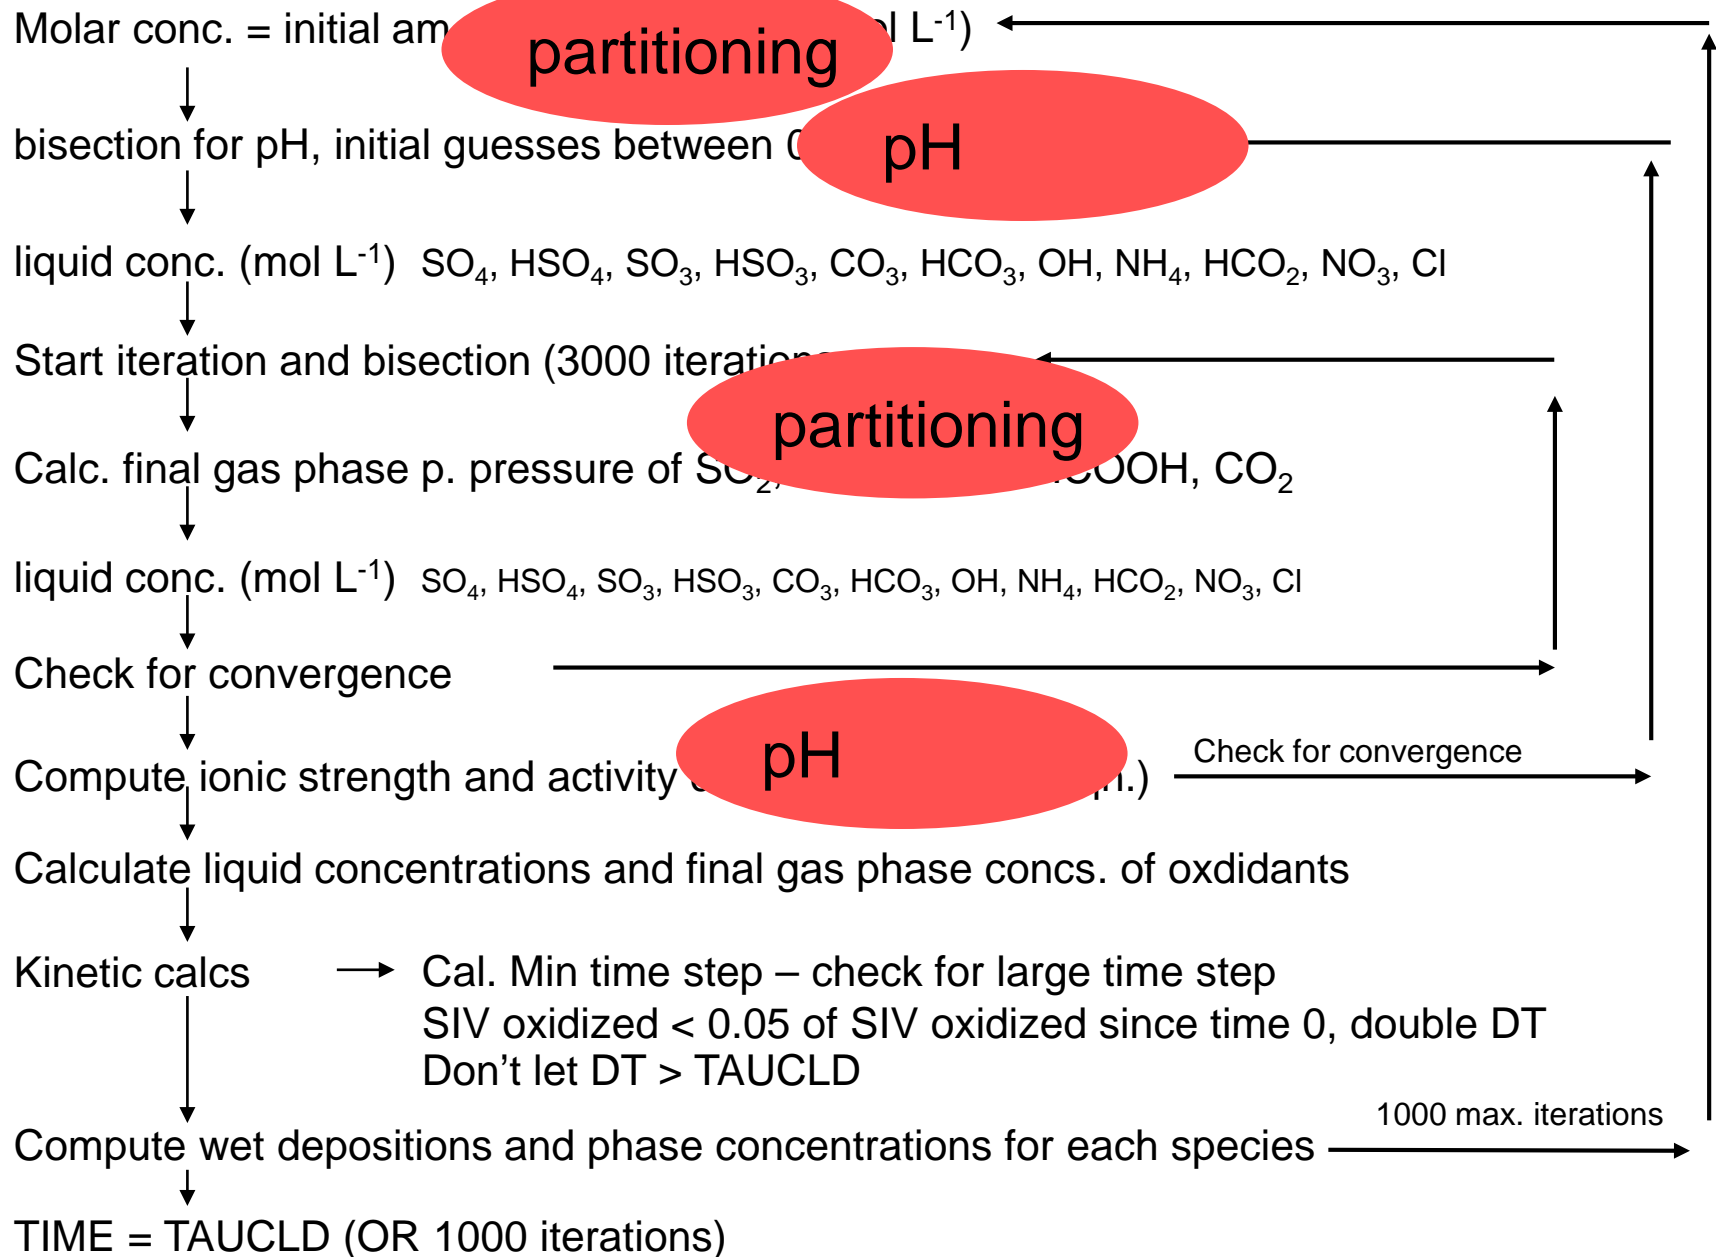 Molar conc. = initial am partitioning L⁻¹)
bisection for pH, initial guesses between pH
liquid conc. (mol L⁻¹) SO₄, HSO₄, SO₃, HSO₃, CO₃, HCO₃, OH, NH₄, HCO₂, NO₃, Cl
Start iteration and bisection (3000 iterations
partitioning
Calc. final gas phase p. pressure of SO₂, COOH, CO₂
liquid conc. (mol L⁻¹) SO₄, HSO₄, SO₃, HSO₃, CO₃, HCO₃, OH, NH₄, HCO₂, NO₃, Cl
Check for convergence
pH
Check for convergence
Compute ionic strength and activity n.)
Calculate liquid concentrations and final gas phase concs. of oxdidants
Kinetic calcs Cal. Min time step – check for large time step
SIV oxidized < 0.05 of SIV oxidized since time 0, double DT
Don't let DT > TAUCLD
1000 max. iterations
Compute wet depositions and phase concentrations for each species
TIME = TAUCLD (OR 1000 iterations)